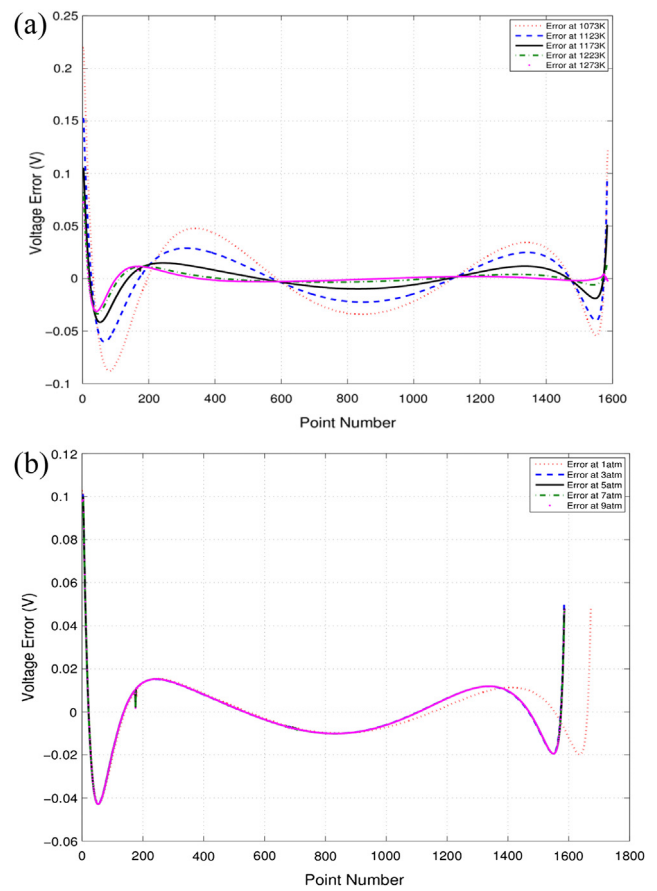 (a)
0.25
0.2
0.15
0.1
0.05
0
−0.05
−0.1
Voltage Error (V)
Error at 1073K
Error at 1123K
Error at 1173K
Error at 1223K
Error at 1273K
0 200 400 600 800 1000 1200 1400 1600
Point Number
(b)
0.12
0.1
0.08
0.06
0.04
0.02
0
−0.02
−0.04
−0.06
Voltage Error (V)
Error at 1atm
Error at 3atm
Error at 5atm
Error at 7atm
Error at 9atm
0 200 400 600 800 1000 1200 1400 1600 1800
Point Number